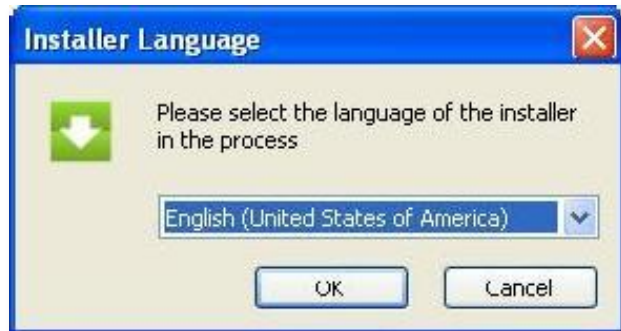 Installer Language
Please select the language of the installer
in the process
English (United States of America)
OK
Cancel